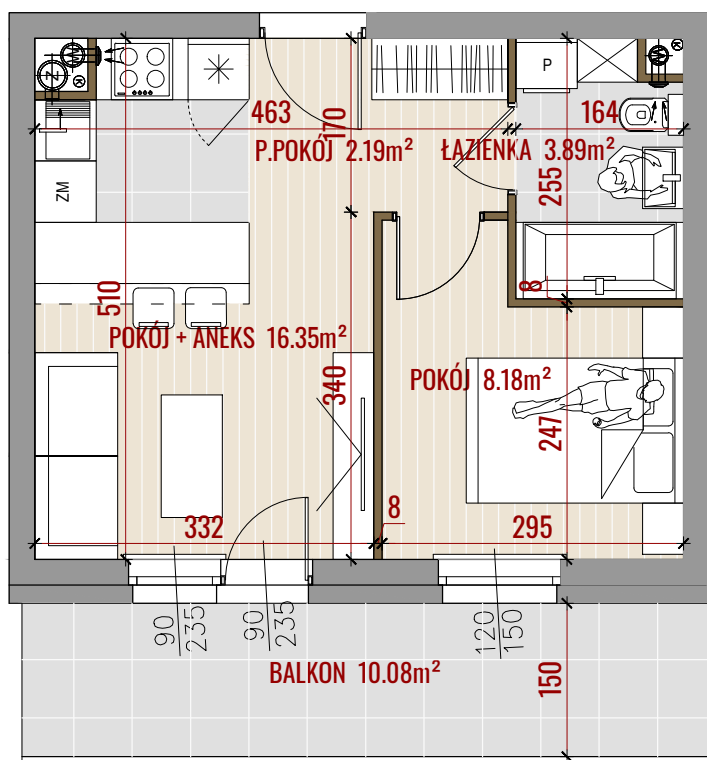 W
Z
K
P
W
K
463
170
164
P.POKÓJ 2.19m²
ŁAZIENKA 3.89m²
ZM
255
8
510
POKÓJ + ANEKS 16.35m²
340
POKÓJ 8.18m²
247
332
8
295
90
235
90
235
120
150
BALKON 10.08m²
150